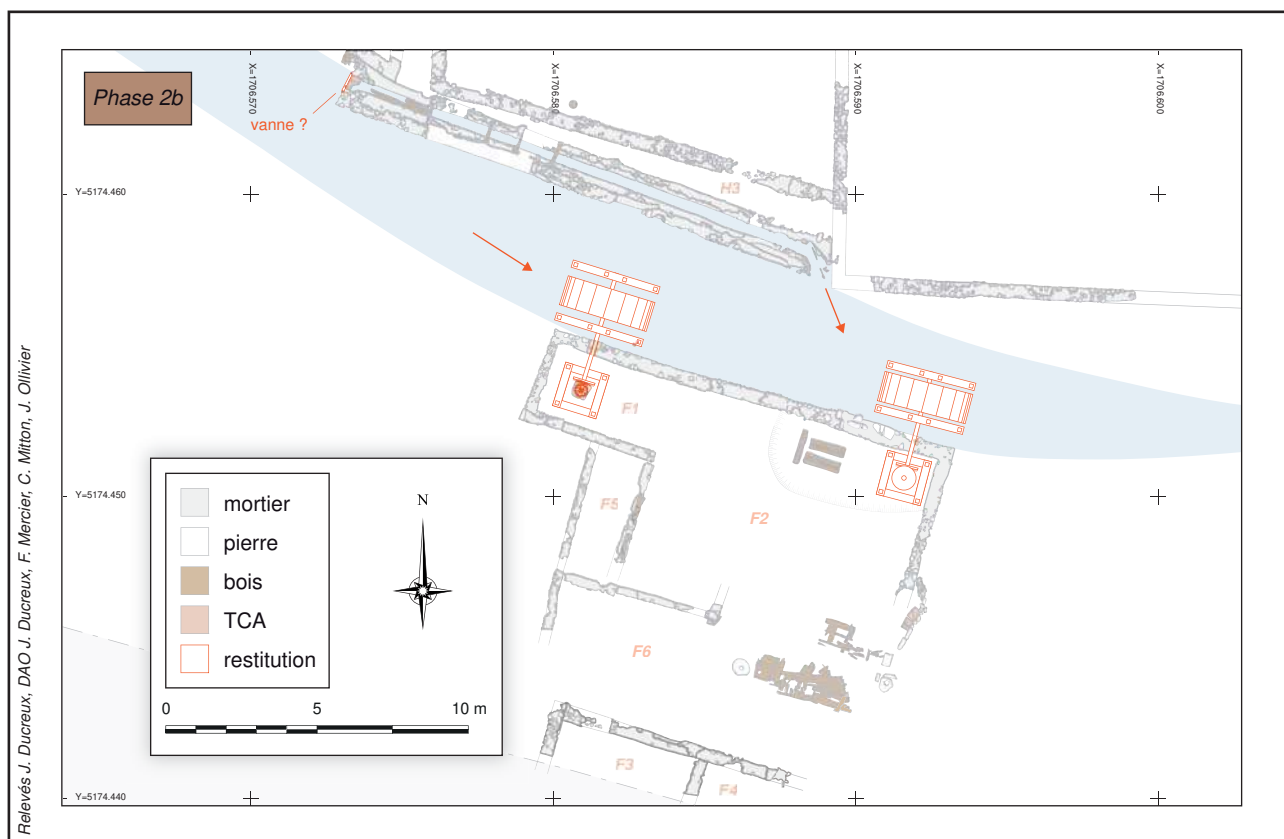 Phase 2b
vanne ?
X=1706.570
X=1706.580
X=1706.590
X=1706.600
Y=5174.460
H3
F1
Y=5174.450
F5
F2
F6
F3
F4
Y=5174.440
mortier
pierre
bois
TCA
restitution
N
0 5 10 m
Relevés J. Ducreux, DAO J. Ducreux, F. Mercier, C. Mitton, J. Ollivier